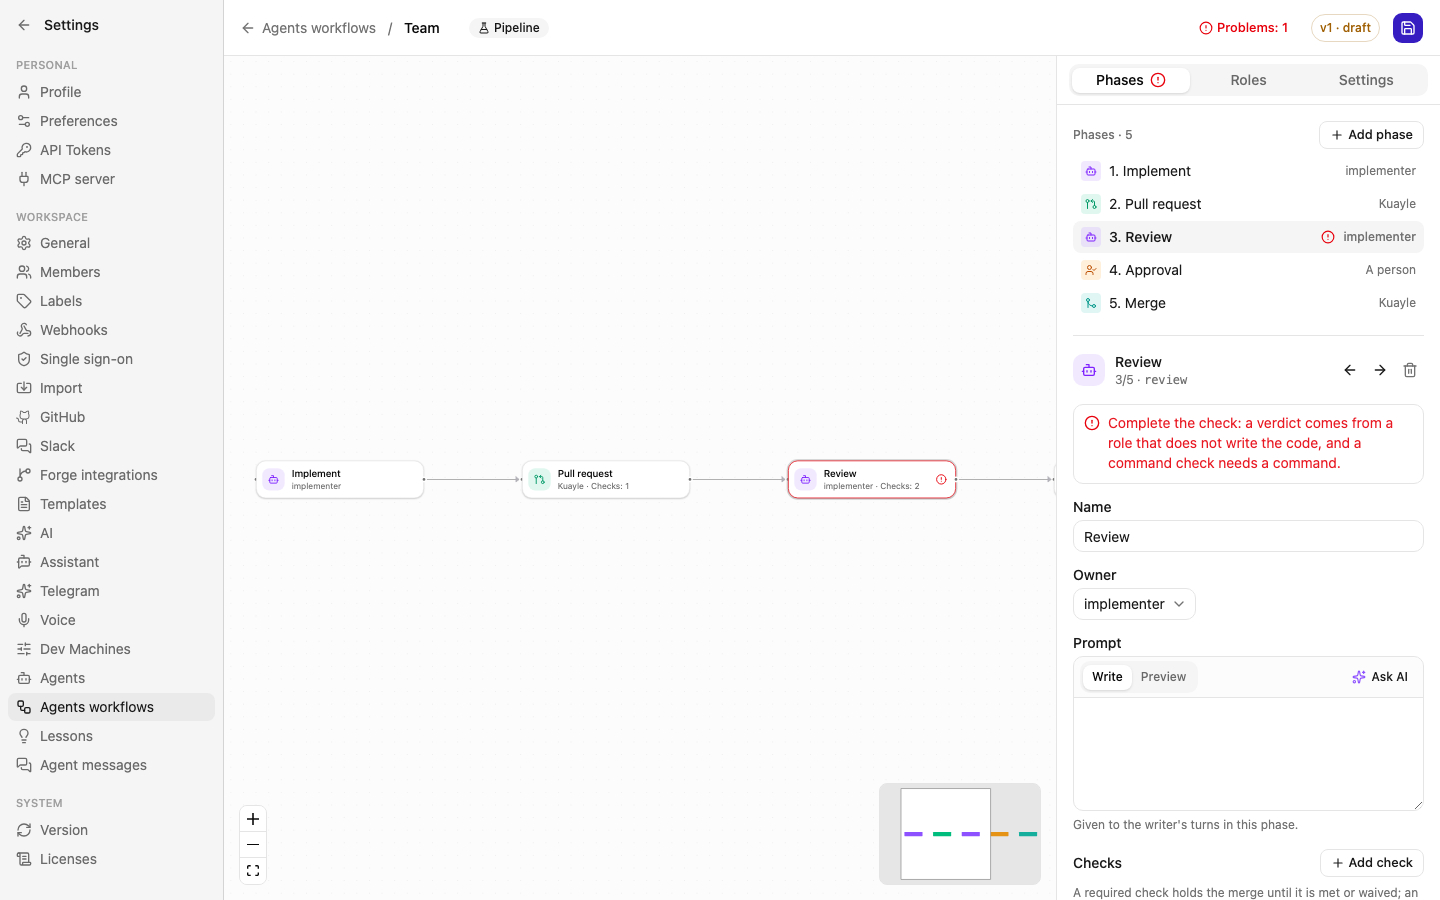 Settings
PERSONAL
Profile
Preferences
API Tokens
MCP server
WORKSPACE
General
Members
Labels
Webhooks
Single sign-on
Import
GitHub
Slack
Forge integrations
Templates
AI
Assistant
Telegram
Voice
Dev Machines
Agents
Agents workflows
Lessons
Agent messages
SYSTEM
Version
Licenses
Agents workflows / Team
Pipeline
Problems: 1
v1 · draft
Implement
implementer
Pull request
Kuayle · Checks: 1
Review
implementer · Checks: 2
Phases
Roles
Settings
Phases · 5
Add phase
1. Implement implementer
2. Pull request Kuayle
3. Review implementer
4. Approval A person
5. Merge Kuayle
Review
3/5 · review
Complete the check: a verdict comes from a
role that does not write the code, and a
command check needs a command.
Name
Review
Owner
implementer
Prompt
Write Preview Ask AI
Given to the writer's turns in this phase.
Checks
Add check
A required check holds the merge until it is met or waived; an